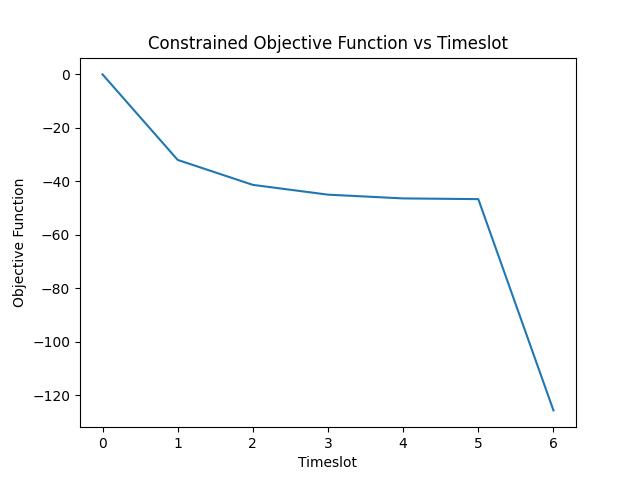 Constrained Objective Function vs Timeslot
0
−20
−40
−60
−80
−100
−120
Objective Function
0 1 2 3 4 5 6
Timeslot